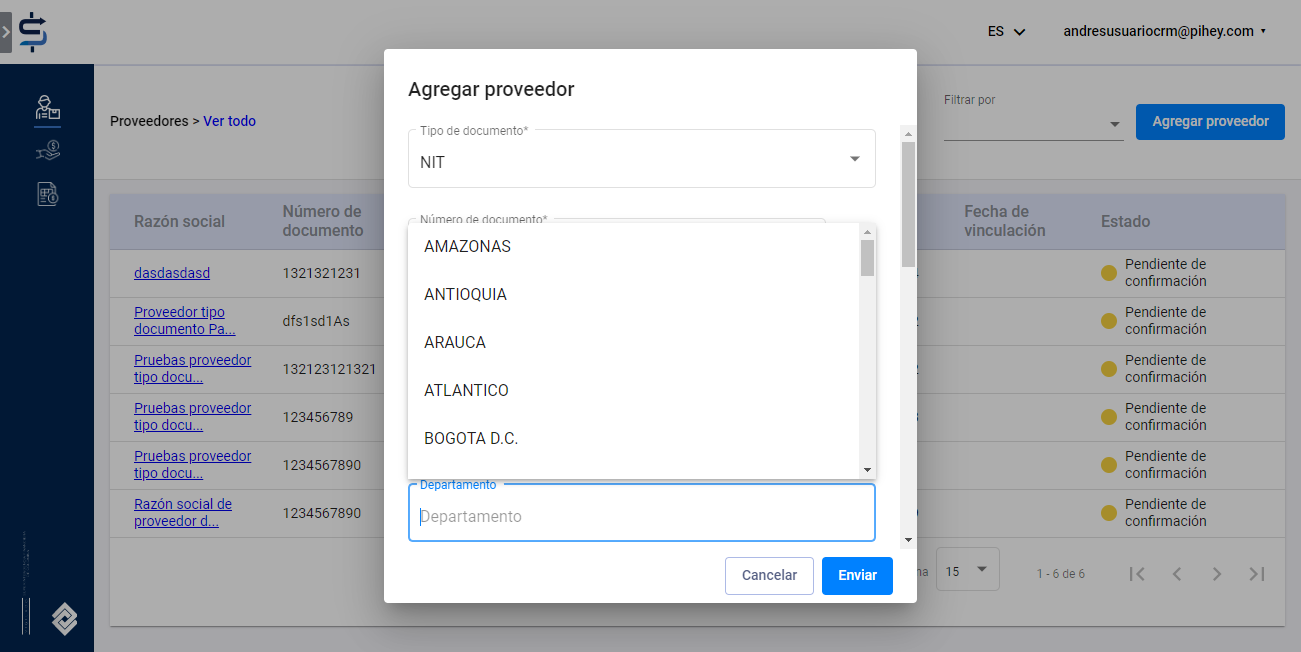 ES
andresusuariocrm@pihey.com
Proveedores > Ver todo
Filtrar por
Agregar proveedor
Razón social
Número de
documento
Fecha de
vinculación
Estado
dasdasdasd
1321321231
Pendiente de
confirmación
Proveedor tipo
documento Pa...
dfs1sd1As
Pendiente de
confirmación
Pruebas proveedor
tipo docu...
132123121321
Pendiente de
confirmación
Pruebas proveedor
tipo docu...
123456789
Pendiente de
confirmación
Pruebas proveedor
tipo docu...
1234567890
Pendiente de
confirmación
Razón social de
proveedor d...
1234567890
Pendiente de
confirmación
15
1 - 6 de 6
Agregar proveedor
Tipo de documento*
NIT
Número de documento*
AMAZONAS
ANTIOQUIA
ARAUCA
ATLANTICO
BOGOTA D.C.
Departamento
Departamento
Cancelar
Enviar